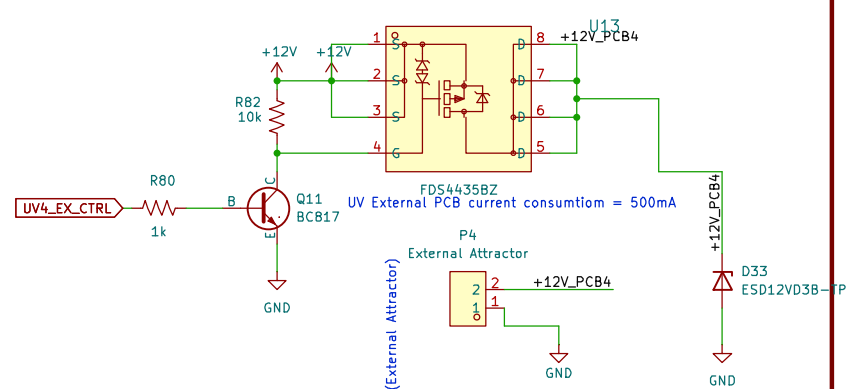 U13
+12V_PCB4
+12V
+12V
1
S
D
8
2
S
D
7
R82
10k
3
S
D
6
4
G
D
5
FDS4435BZ
R80
C
UV4_EX_CTRL
B
Q11
BC817
1k
E
UV External PCB current consumtiom = 500mA
+12V_PCB4
P4
External Attractor
2
2
+12V_PCB4
1
1
D33
ESD12VD3B-TP
GND
(External Attractor)
GND
GND